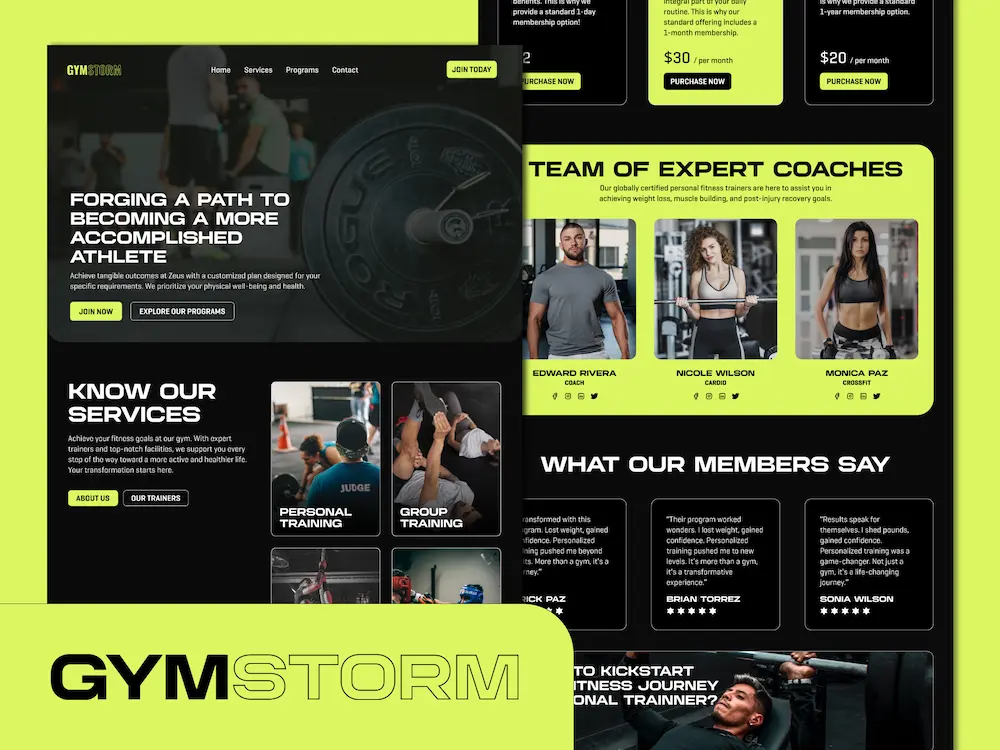 GYMSTORM
Home
Services
Programs
Contact
JOIN TODAY
FORGING A PATH TO
BECOMING A MORE
ACCOMPLISHED
ATHLETE
Achieve tangible outcomes at Zeus with a customized plan designed for your
specific requirements. We prioritize your physical well-being and health.
JOIN NOW
EXPLORE OUR PROGRAMS
KNOW OUR
SERVICES
Achieve your fitness goals at our gym. With expert
trainers and top-notch facilities, we support you every
step of the way toward a more active and healthier life.
Your transformation starts here.
ABOUT US
OUR TRAINERS
JUDGE
PERSONAL
TRAINING
GROUP
TRAINING
GYMSTORM
benefits. This is why we
provide a standard 1-day
membership option!
2
PURCHASE NOW
integral part of your daily
routine. This is why our
standard offering includes a
1-month membership.
$30 / per month
PURCHASE NOW
is why we provide a standard
1-year membership option.
$20 / per month
PURCHASE NOW
TEAM OF EXPERT COACHES
Our globally certified personal fitness trainers are here to assist you in
achieving weight loss, muscle building, and post-injury recovery goals.
EDWARD RIVERA
COACH
NICOLE WILSON
CARDIO
MONICA PAZ
CROSSFIT
WHAT OUR MEMBERS SAY
ansformed with this
gram. Lost weight, gained
fidence. Personalized
ning pushed me beyond
ts. More than a gym, it's a
rney."
RICK PAZ
"Their program worked
wonders. I lost weight, gained
confidence. Personalized
training pushed me to new
levels. It's more than a gym,
it's a transformative
experience."
BRIAN TORREZ
"Results speak for
themselves. I shed pounds,
gained confidence.
Personalized training was a
game-changer. Not just a
gym, it's a life-changing
journey."
SONIA WILSON
TO KICKSTART
ITNESS JOURNEY
ONAL TRAINNER?